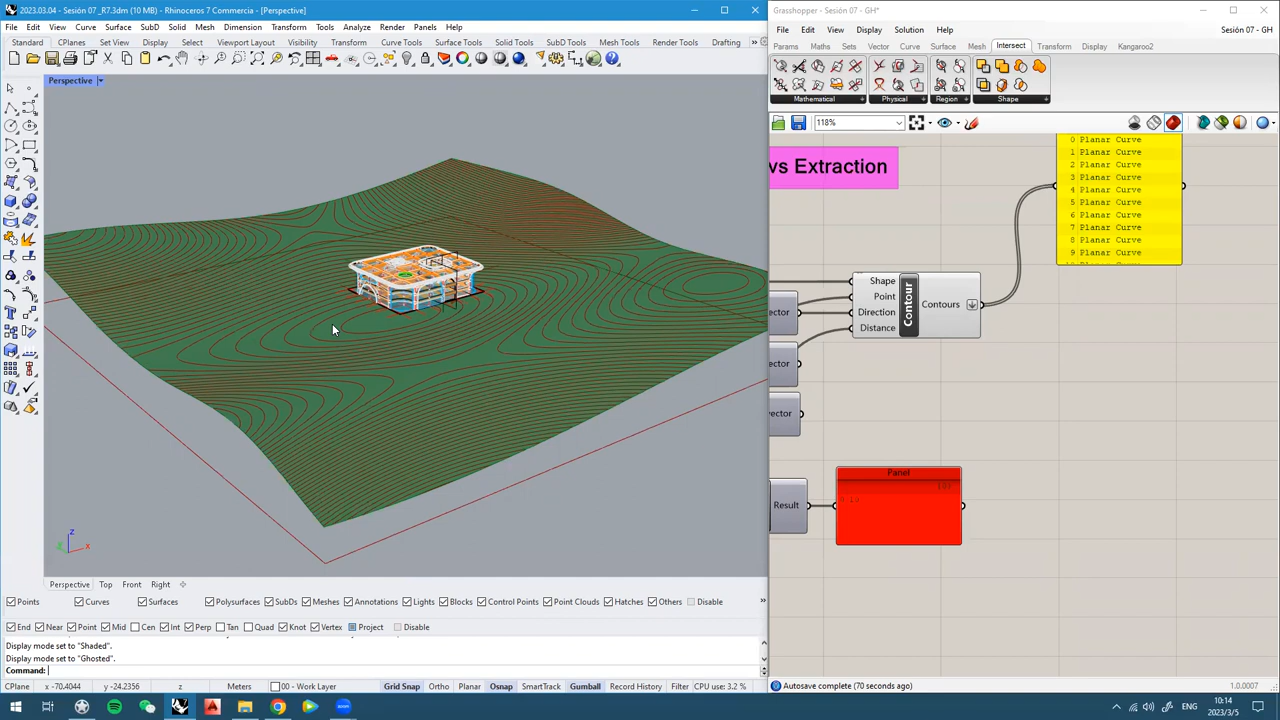 2023.03.04 - Sesión 07_R7.3dm (10 MB) - Rhinoceros 7 Commercia - [Perspective]
File Edit View Curve Surface SubD Solid Mesh Dimension Transform Tools Analyze Render Panels Help
Standard CPlanes Set View Display Select Viewport Layout Visibility Transform Curve Tools Surface Tools Solid Tools SubD Tools Mesh Tools Render Tools Drafting
Perspective
z
x
Perspective Top Front Right
Points Curves Surfaces Polysurfaces SubDs Meshes Annotations Lights Blocks Control Points Point Clouds Hatches Others Disable
End Near Point Mid Cen Int Perp Tan Quad Knot Vertex Project Disable
Display mode set to "Shaded".
Display mode set to "Ghosted".
Command:
CPlane x -70.4044 y -24.2356 z Meters 00 - Work Layer Grid Snap Ortho Planar Osnap SmartTrack Gumball Record History Filter CPU use: 3.2 %
Grasshopper - Sesión 07 - GH*
File Edit View Display Solution Help Sesión 07 - GH*
Params Maths Sets Vector Curve Surface Mesh Intersect Transform Display Kangaroo2
Mathematical Physical Region Shape
118%
vs Extraction
0 Planar Curve
1 Planar Curve
2 Planar Curve
3 Planar Curve
4 Planar Curve
5 Planar Curve
6 Planar Curve
7 Planar Curve
8 Planar Curve
9 Planar Curve
Shape
Point
Direction
Distance
Contour
Contours
ector
ector
vector
Result
Panel
{0}
Autosave complete (70 seconds ago)
1.0.0007
ENG
10:14
2023/3/5